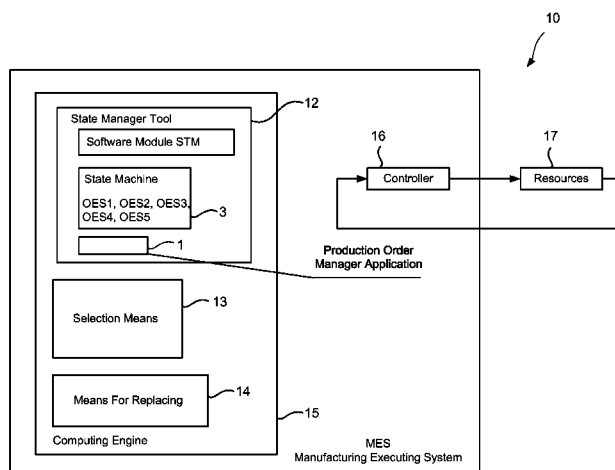 10
12
State Manager Tool
Software Module STM
State Machine
OES1, OES2, OES3,
OES4, OES5
3
1
16
Controller
17
Resources
Production Order
Manager Application
13
Selection Means
14
Means For Replacing
15
Computing Engine
MES
Manufacturing Executing System